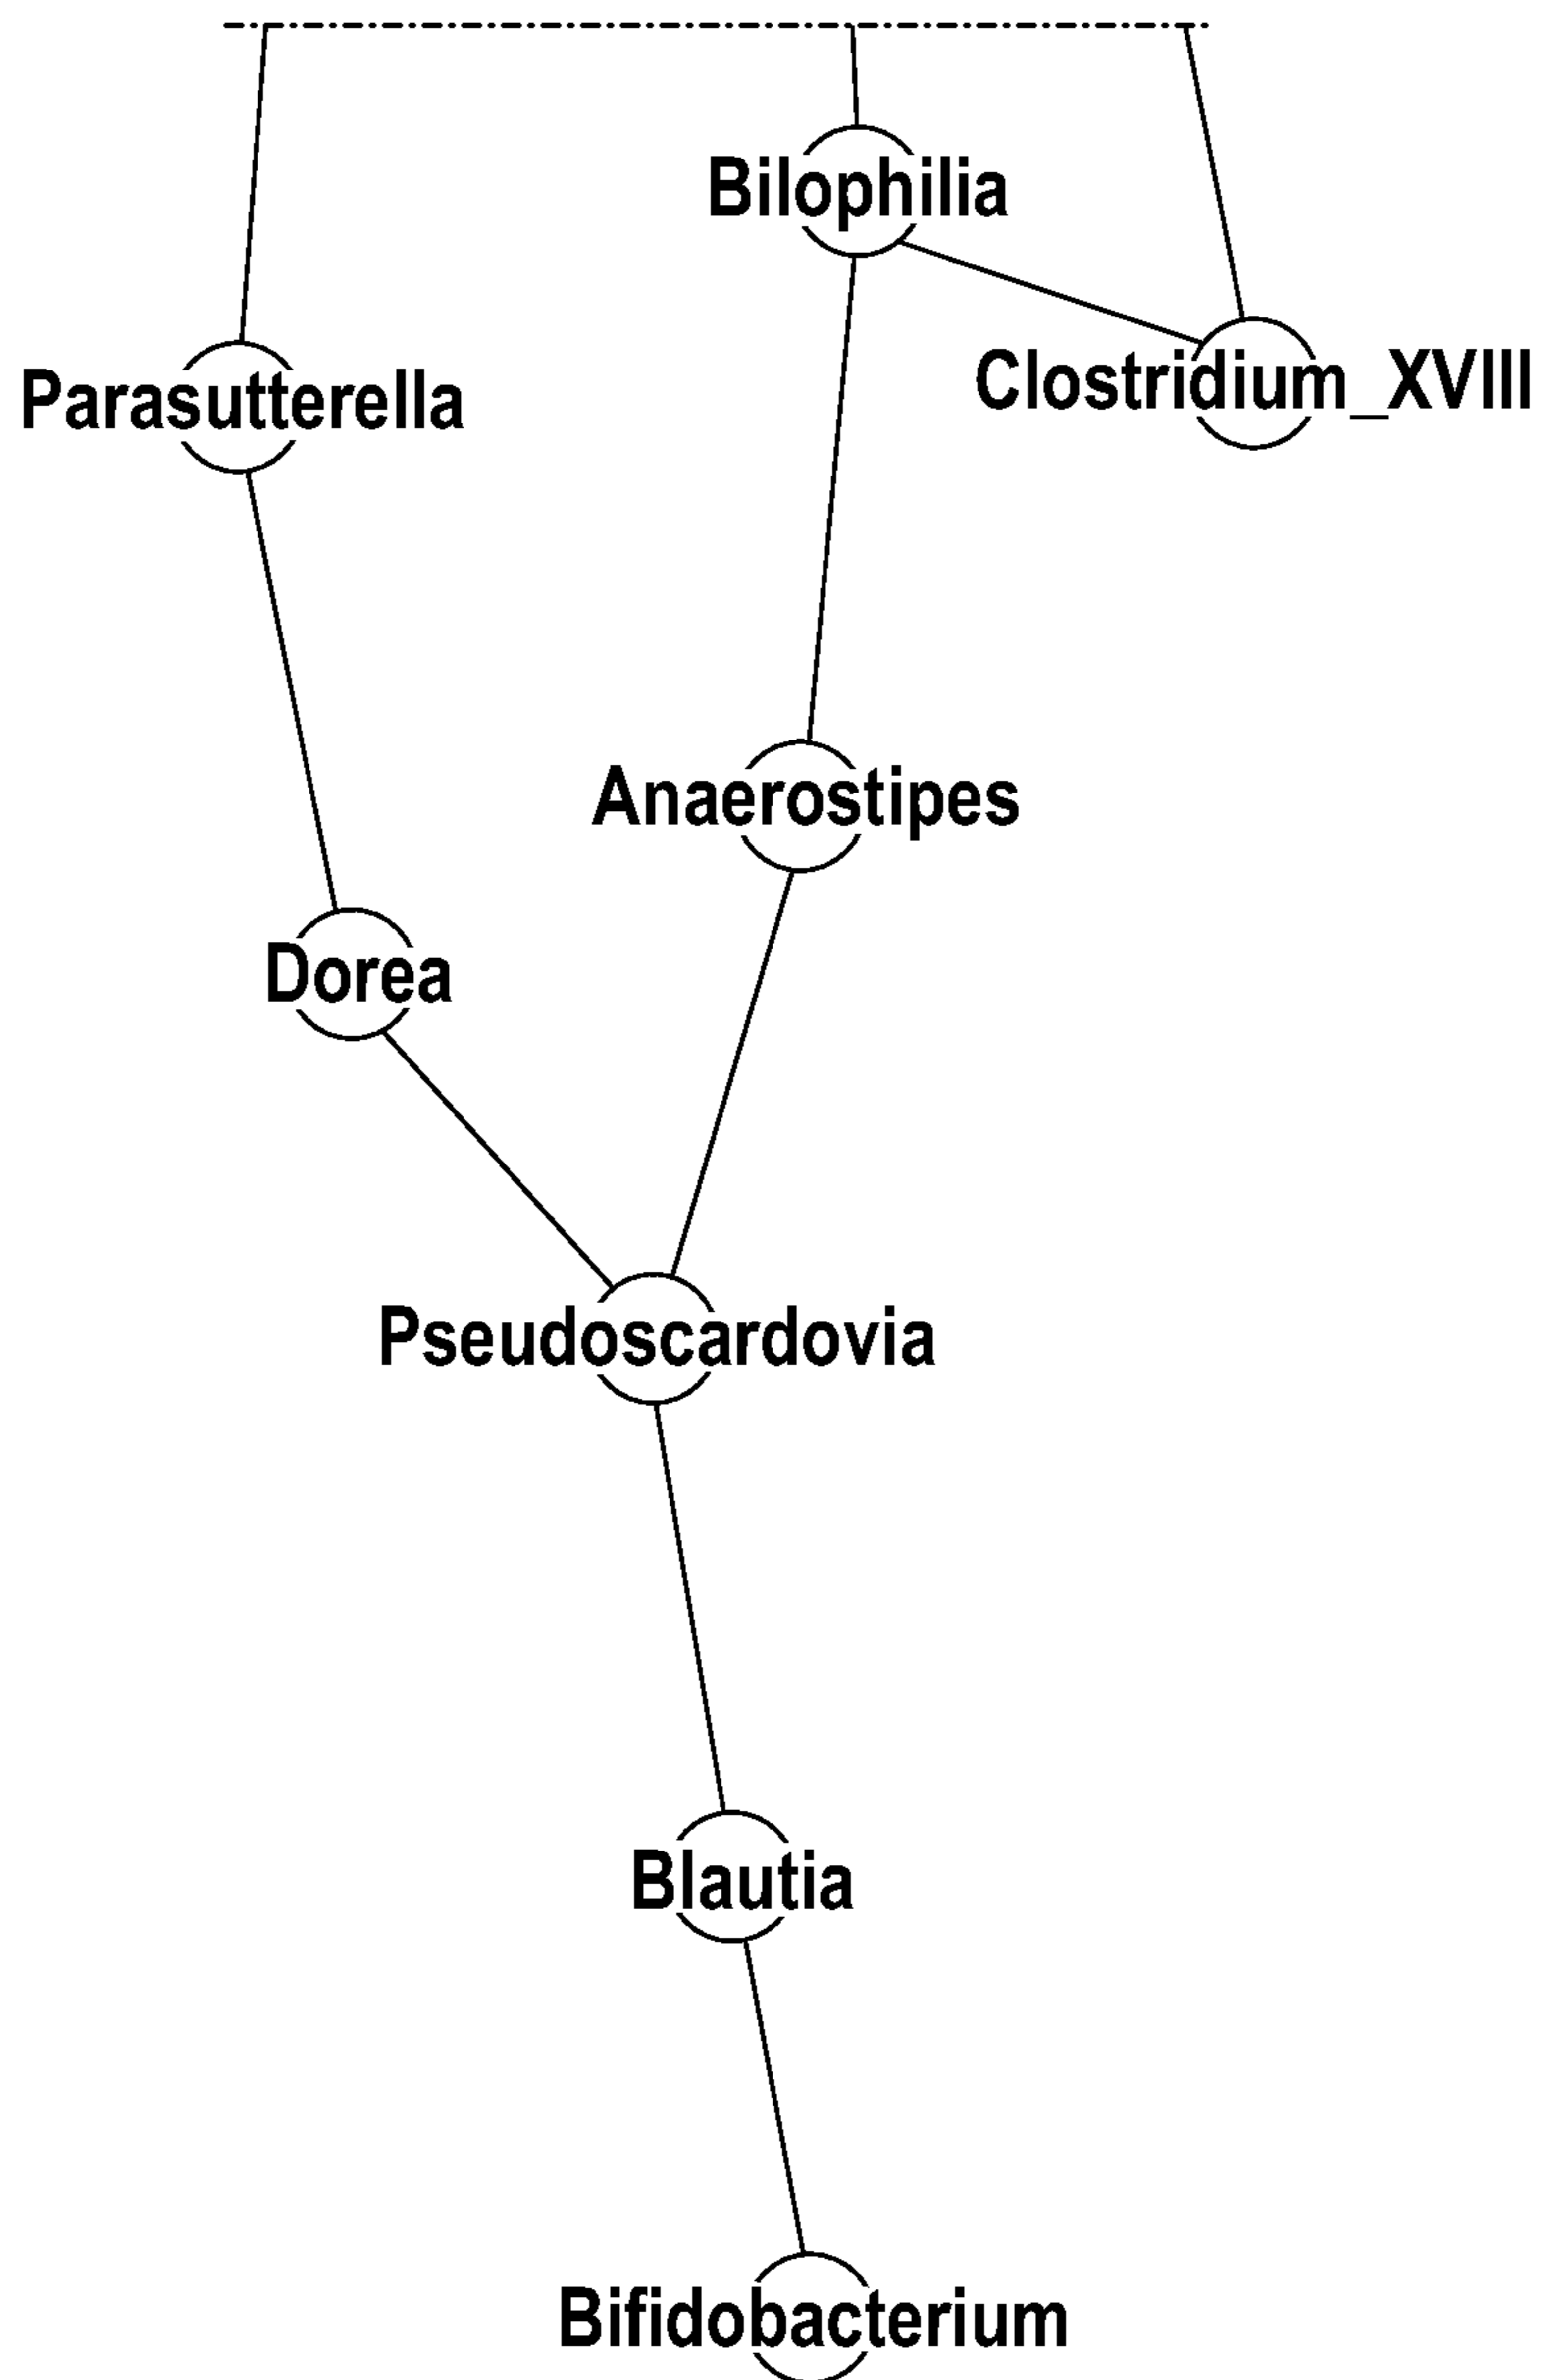 Bilophilia
Clostridium_XVIII
Parasutterella
Anaerostipes
Dorea
Pseudoscardovia
Blautia
Bifidobacterium